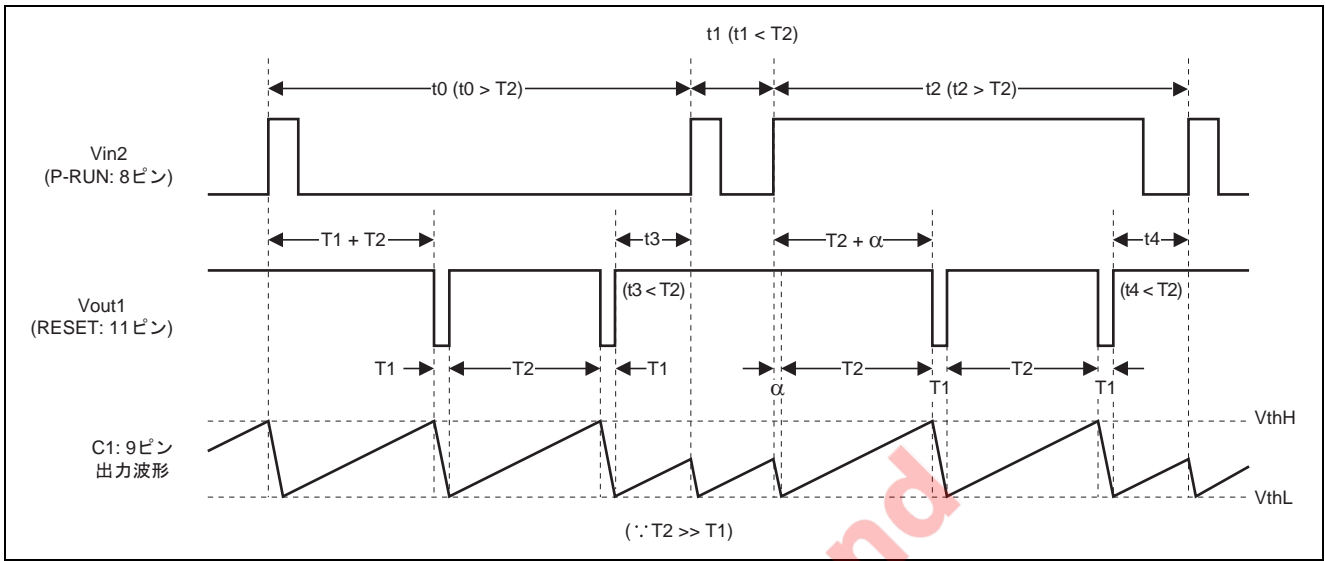 t1 (t1 < T2)
t0 (t0 > T2)
t2 (t2 > T2)
Vin2
(P-RUN: 8ピン)
T1 + T2
t3
T2 + α
t4
Vout1
(RESET: 11ピン)
(t3 < T2)
(t4 < T2)
T1
T2
T1
α
T2
T1
T2
T1
C1: 9ピン
出力波形
VthH
VthL
(∵T2 >> T1)
nd